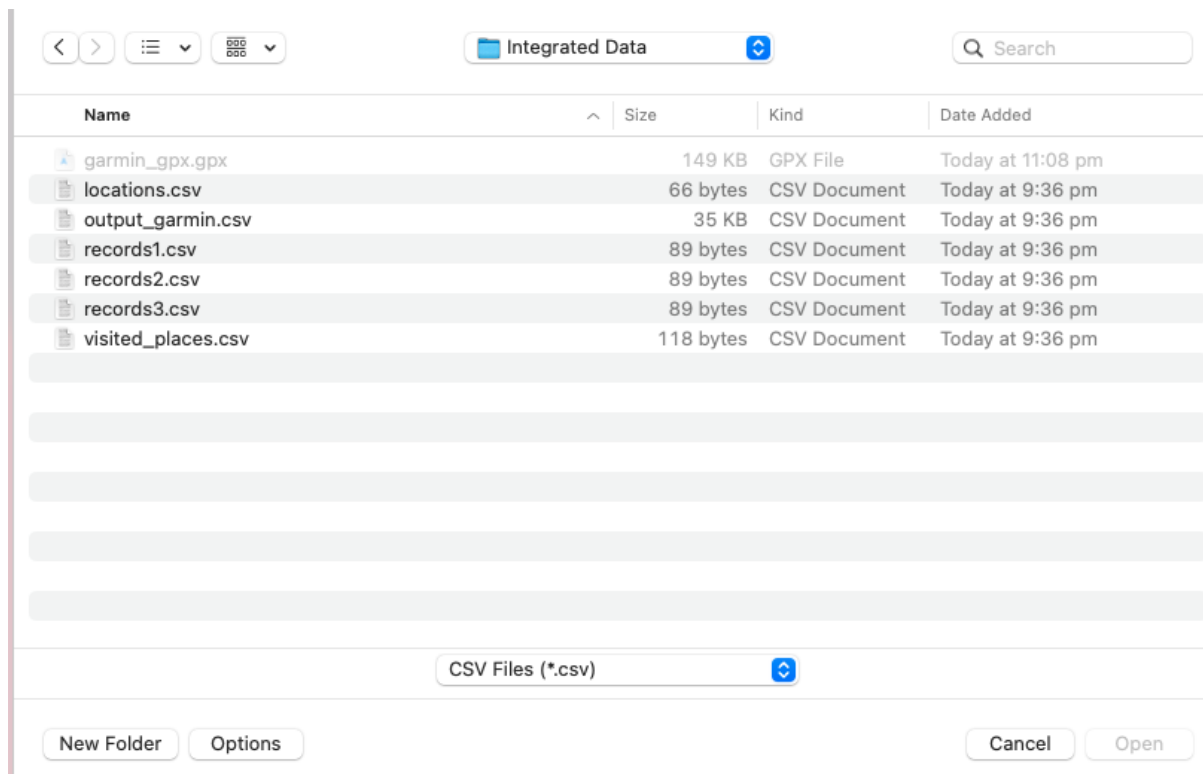 Integrated Data
Search
Name Size Kind Date Added
garmin_gpx.gpx 149 KB GPX File Today at 11:08 pm
locations.csv 66 bytes CSV Document Today at 9:36 pm
output_garmin.csv 35 KB CSV Document Today at 9:36 pm
records1.csv 89 bytes CSV Document Today at 9:36 pm
records2.csv 89 bytes CSV Document Today at 9:36 pm
records3.csv 89 bytes CSV Document Today at 9:36 pm
visited_places.csv 118 bytes CSV Document Today at 9:36 pm
CSV Files (*.csv)
New Folder Options Cancel Open